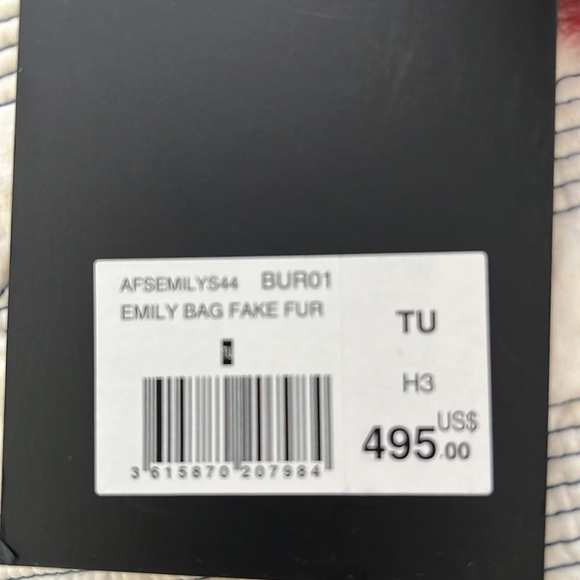 AFSEMILYS44 BUR01
EMILY BAG FAKE FUR
3 615870 207984
TU
H3
US$
495.00